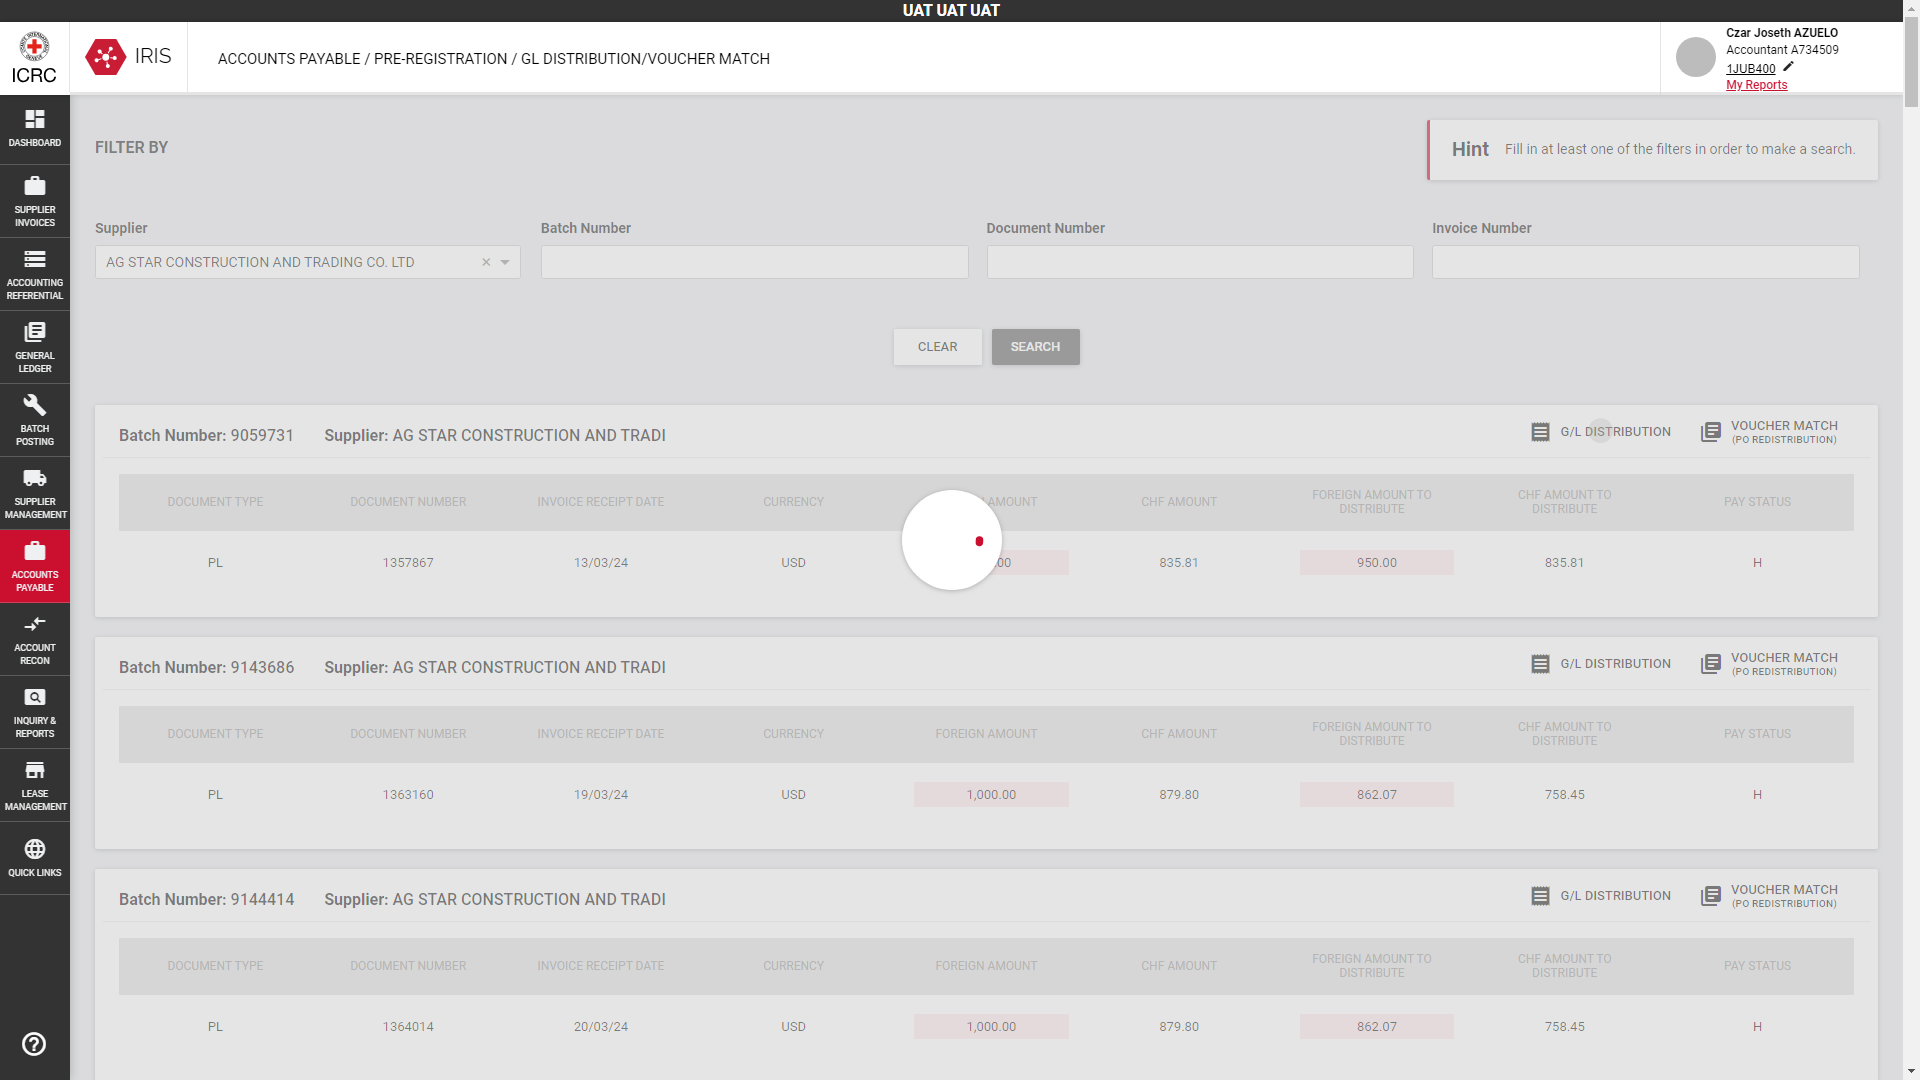 UAT UAT UAT
ICRC
IRIS
ACCOUNTS PAYABLE / PRE-REGISTRATION / GL DISTRIBUTION/VOUCHER MATCH
Czar Joseth AZUELO
Accountant A734509
1JUB400
My Reports
DASHBOARD
SUPPLIER
INVOICES
ACCOUNTING
REFERENTIAL
GENERAL
LEDGER
BATCH
POSTING
SUPPLIER
MANAGEMENT
ACCOUNTS
PAYABLE
ACCOUNT
RECON
INQUIRY &
REPORTS
LEASE
MANAGEMENT
QUICK LINKS
FILTER BY
Hint Fill in at least one of the filters in order to make a search.
Supplier Batch Number Document Number Invoice Number
AG STAR CONSTRUCTION AND TRADING CO. LTD
CLEAR SEARCH
Batch Number: 9059731 Supplier: AG STAR CONSTRUCTION AND TRADI G/L DISTRIBUTION VOUCHER MATCH
(PO REDISTRIBUTION)
DOCUMENT TYPE DOCUMENT NUMBER INVOICE RECEIPT DATE CURRENCY AMOUNT CHF AMOUNT FOREIGN AMOUNT TO DISTRIBUTE CHF AMOUNT TO DISTRIBUTE PAY STATUS
PL 1357867 13/03/24 USD .00 835.81 950.00 835.81 H
Batch Number: 9143686 Supplier: AG STAR CONSTRUCTION AND TRADI G/L DISTRIBUTION VOUCHER MATCH
(PO REDISTRIBUTION)
DOCUMENT TYPE DOCUMENT NUMBER INVOICE RECEIPT DATE CURRENCY FOREIGN AMOUNT CHF AMOUNT FOREIGN AMOUNT TO DISTRIBUTE CHF AMOUNT TO DISTRIBUTE PAY STATUS
PL 1363160 19/03/24 USD 1,000.00 879.80 862.07 758.45 H
Batch Number: 9144414 Supplier: AG STAR CONSTRUCTION AND TRADI G/L DISTRIBUTION VOUCHER MATCH
(PO REDISTRIBUTION)
DOCUMENT TYPE DOCUMENT NUMBER INVOICE RECEIPT DATE CURRENCY FOREIGN AMOUNT CHF AMOUNT FOREIGN AMOUNT TO DISTRIBUTE CHF AMOUNT TO DISTRIBUTE PAY STATUS
PL 1364014 20/03/24 USD 1,000.00 879.80 862.07 758.45 H